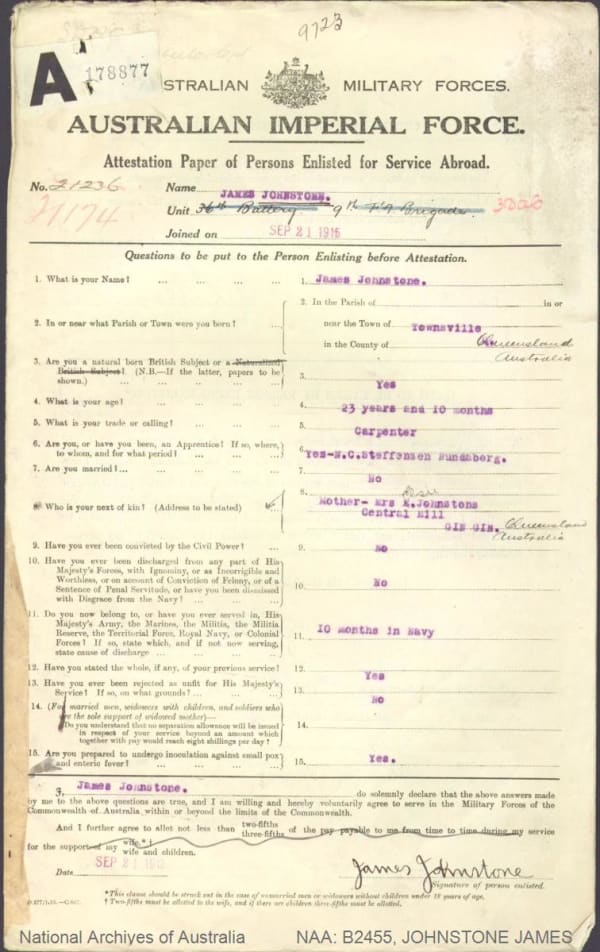 9723
A
178877
AUSTRALIAN MILITARY FORCES.
AUSTRALIAN IMPERIAL FORCE.
Attestation Paper of Persons Enlisted for Service Abroad.
No. 21236 Name JAMES JOHNSTONE.
21174 Unit 36th Battery 9th F A Brigade.
Joined on SEP 21 1915
Questions to be put to the Person Enlisting before Attestation.
1. What is your Name? ... ... ... 1. James Johnstone.
2. In or near what Parish or Town were you born? ... 2. In the Parish of in or
near the Town of Townsville
in the County of Queensland
Australia
3. Are you a natural born British Subject or a Naturalised
British Subject? (N.B.—If the latter, papers to be
shown.) ... ... ... ... 3. Yes
4. What is your age? ... ... ... ... 4. 23 years and 10 months
5. What is your trade or calling? ... ... ... 5. Carpenter
6. Are you, or have you been, an Apprentice? If so, where,
to whom, and for what period? ... ... ... 6. Yes-N.C.Steffensen Bundaberg.
7. Are you married? ... ... ... ... 7. No
8. Who is your next of kin? (Address to be stated) ... 8. Mother- Mrs E. Johnstone
Central Mill
GIN GIN. Queensland
Australia
9. Have you ever been convicted by the Civil Power? ... 9. No
10. Have you ever been discharged from any part of His
Majesty's Forces, with Ignominy, or as Incorrigible and
Worthless, or on account of Conviction of Felony, or of a
Sentence of Penal Servitude, or have you been dismissed
with Disgrace from the Navy? ... ... ... 10. No
11. Do you now belong to, or have you ever served in, His
Majesty's Army, the Marines, the Militia, the Militia
Reserve, the Territorial Force, Royal Navy, or Colonial
Forces? If so, state which, and if not now serving,
state cause of discharge ... ... ... 11. 10 months in Navy
12. Have you stated the whole, if any, of your previous service? 12. Yes
13. Have you ever been rejected as unfit for His Majesty's
Service? If so, on what grounds? ... ... ... 13. No
14. (For married men, widowers with children, and soldiers who
are the sole support of widowed mother)—
Do you understand that no separation allowance will be issued
in respect of your service beyond an amount which
together with pay would reach eight shillings per day? 14.
15. Are you prepared to undergo inoculation against small pox
and enteric fever? ... ... ... ... 15. Yes.
I, James Johnstone. do solemnly declare that the above answers made
by me to the above questions are true, and I am willing and hereby voluntarily agree to serve in the Military Forces of the
Commonwealth of Australia within or beyond the limits of the Commonwealth.
And I further agree to allot not less than two-fifths three-fifths of the pay payable to me from time to time during my service
for the support of my wife.*† wife and children.
Date SEP 21 1915
James Johnstone
Signature of person enlisted.
*This clause should be struck out in the case of unmarried men or widowers without children under 18 years of age.
† Two-fifths must be allotted to the wife, and if there are children three-fifths must be allotted.
National Archives of Australia NAA: B2455, JOHNSTONE JAMES